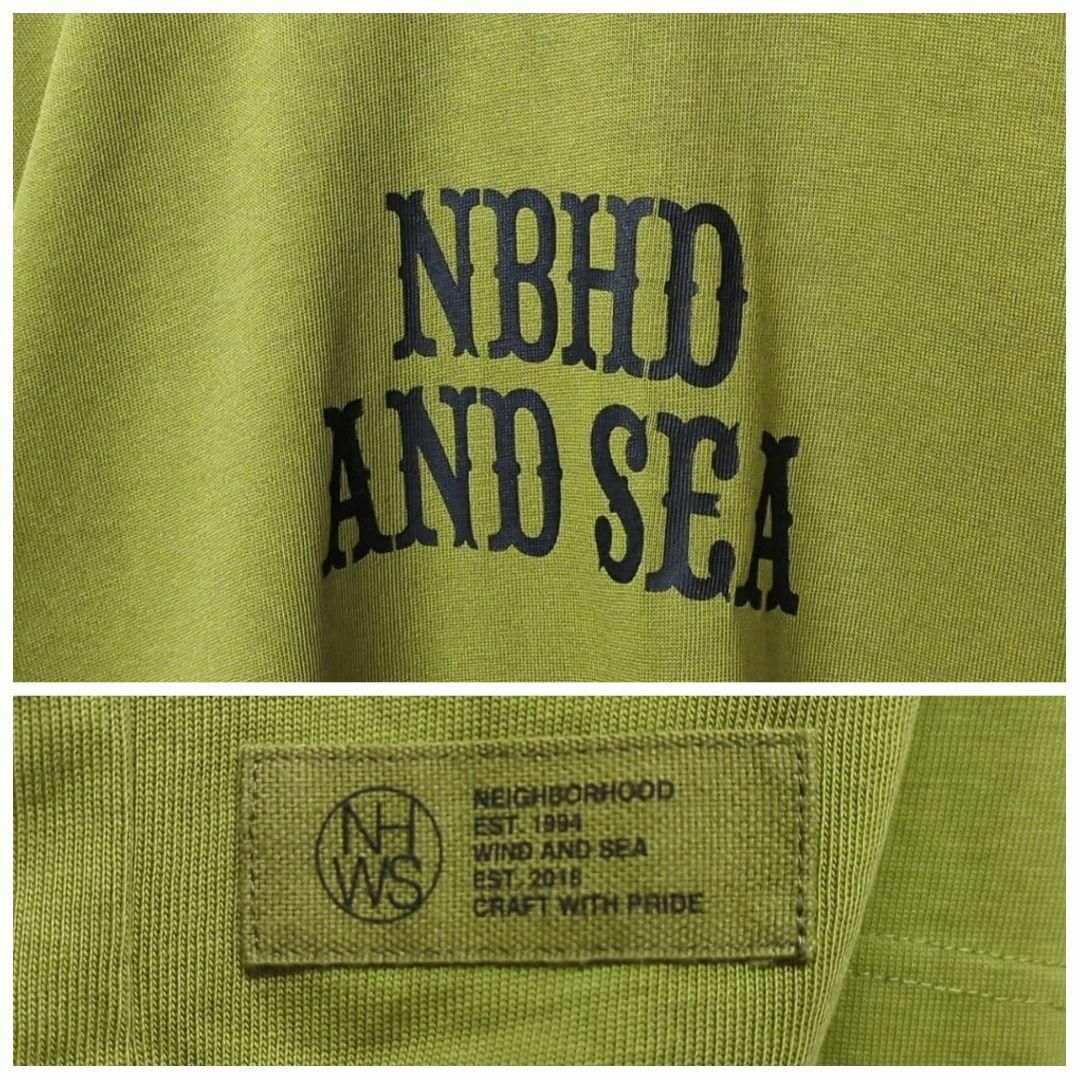 NBHD
AND SEA
NH
WS
NEIGHBORHOOD
EST. 1994
WIND AND SEA
EST. 2018
CRAFT WITH PRIDE